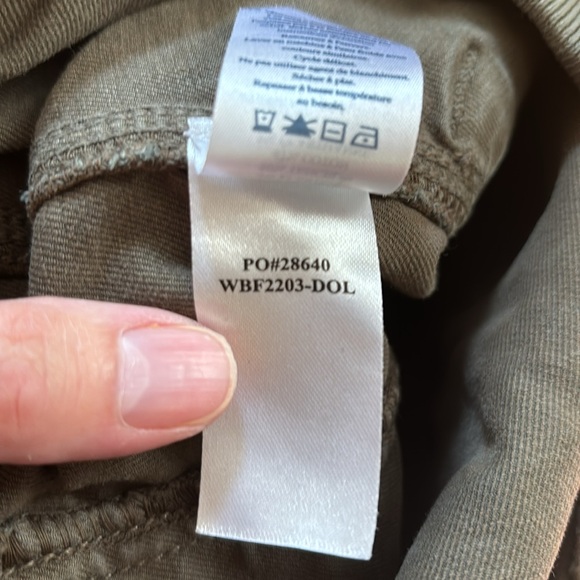 couleurs similaires.
Cycle délicat.
Ne pas utiliser agent de blanchiment.
Sécher à plat.
Repasser à basse température
au besoin.
PO#28640
WBF2203-DOL